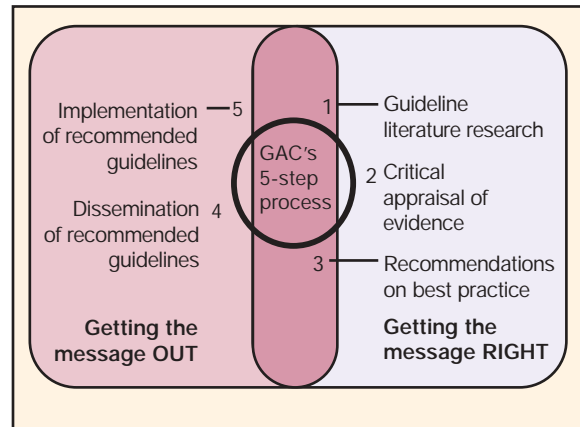 Implementation
of recommended
guidelines
5
Dissemination
of recommended
guidelines
4
Getting the
message OUT
GAC's
5-step
process
1
Guideline
literature research
2
Critical
appraisal of
evidence
3
Recommendations
on best practice
Getting the
message RIGHT